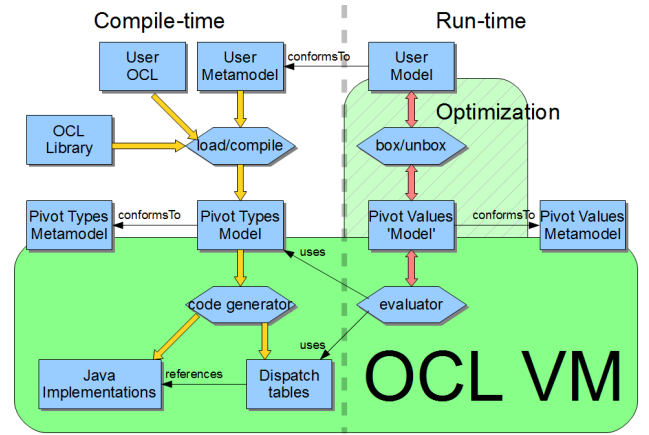 Compile-time
Run-time
User
OCL
User
Metamodel
conformsTo
User
Model
Optimization
OCL
Library
load/compile
box/unbox
Pivot Types
Metamodel
conformsTo
Pivot Types
Model
Pivot Values
'Model'
conformsTo
Pivot Values
Metamodel
uses
code generator
evaluator
uses
Java
Implementations
references
Dispatch
tables
OCL VM